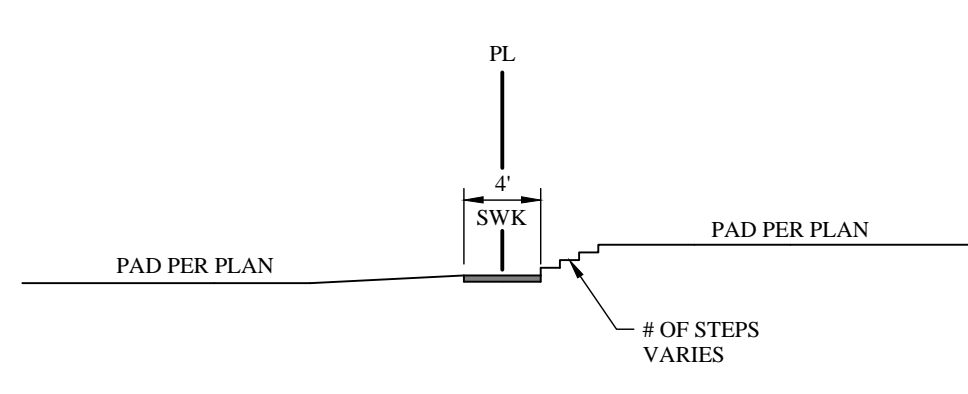 PL
4'
SWK
PAD PER PLAN
PAD PER PLAN
# OF STEPS
VARIES